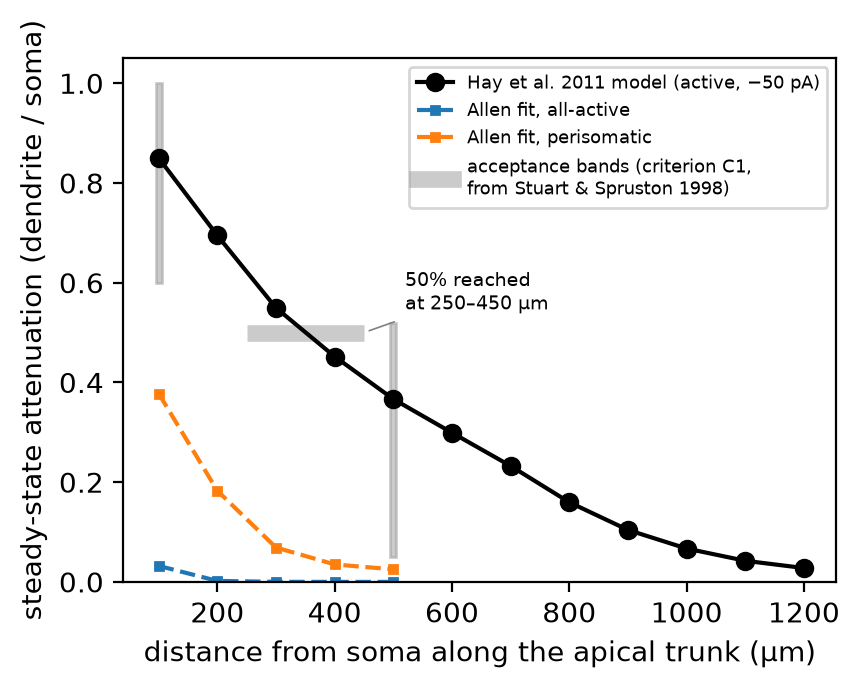 Hay et al. 2011 model (active, −50 pA)
Allen fit, all-active
Allen fit, perisomatic
acceptance bands (criterion C1,
from Stuart & Spruston 1998)
50% reached
at 250–450 μm
steady-state attenuation (dendrite / soma)
1.0
0.8
0.6
0.4
0.2
0.0
200
400
600
800
1000
1200
distance from soma along the apical trunk (μm)